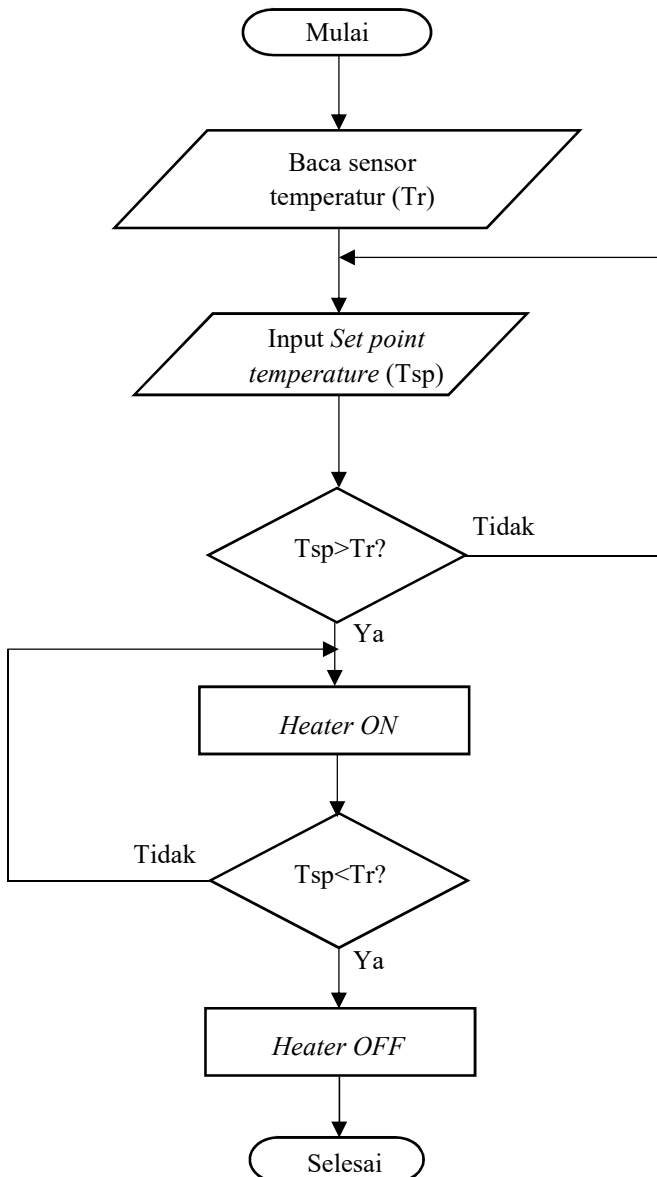 Mulai
Baca sensor
temperatur (Tr)
Input Set point
temperature (Tsp)
Tsp>Tr?
Tidak
Ya
Heater ON
Tidak
Tsp<Tr?
Ya
Heater OFF
Selesai